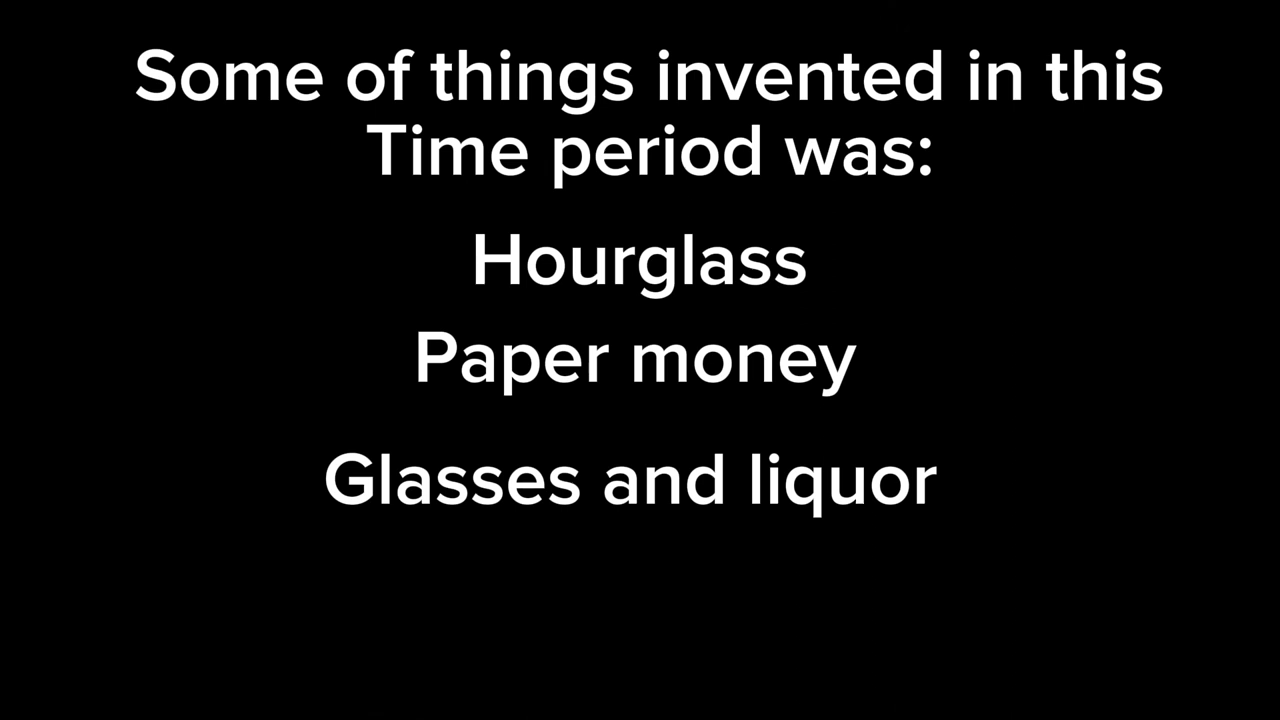 Some of things invented in this
Time period was:
Hourglass
Paper money
Glasses and liquor